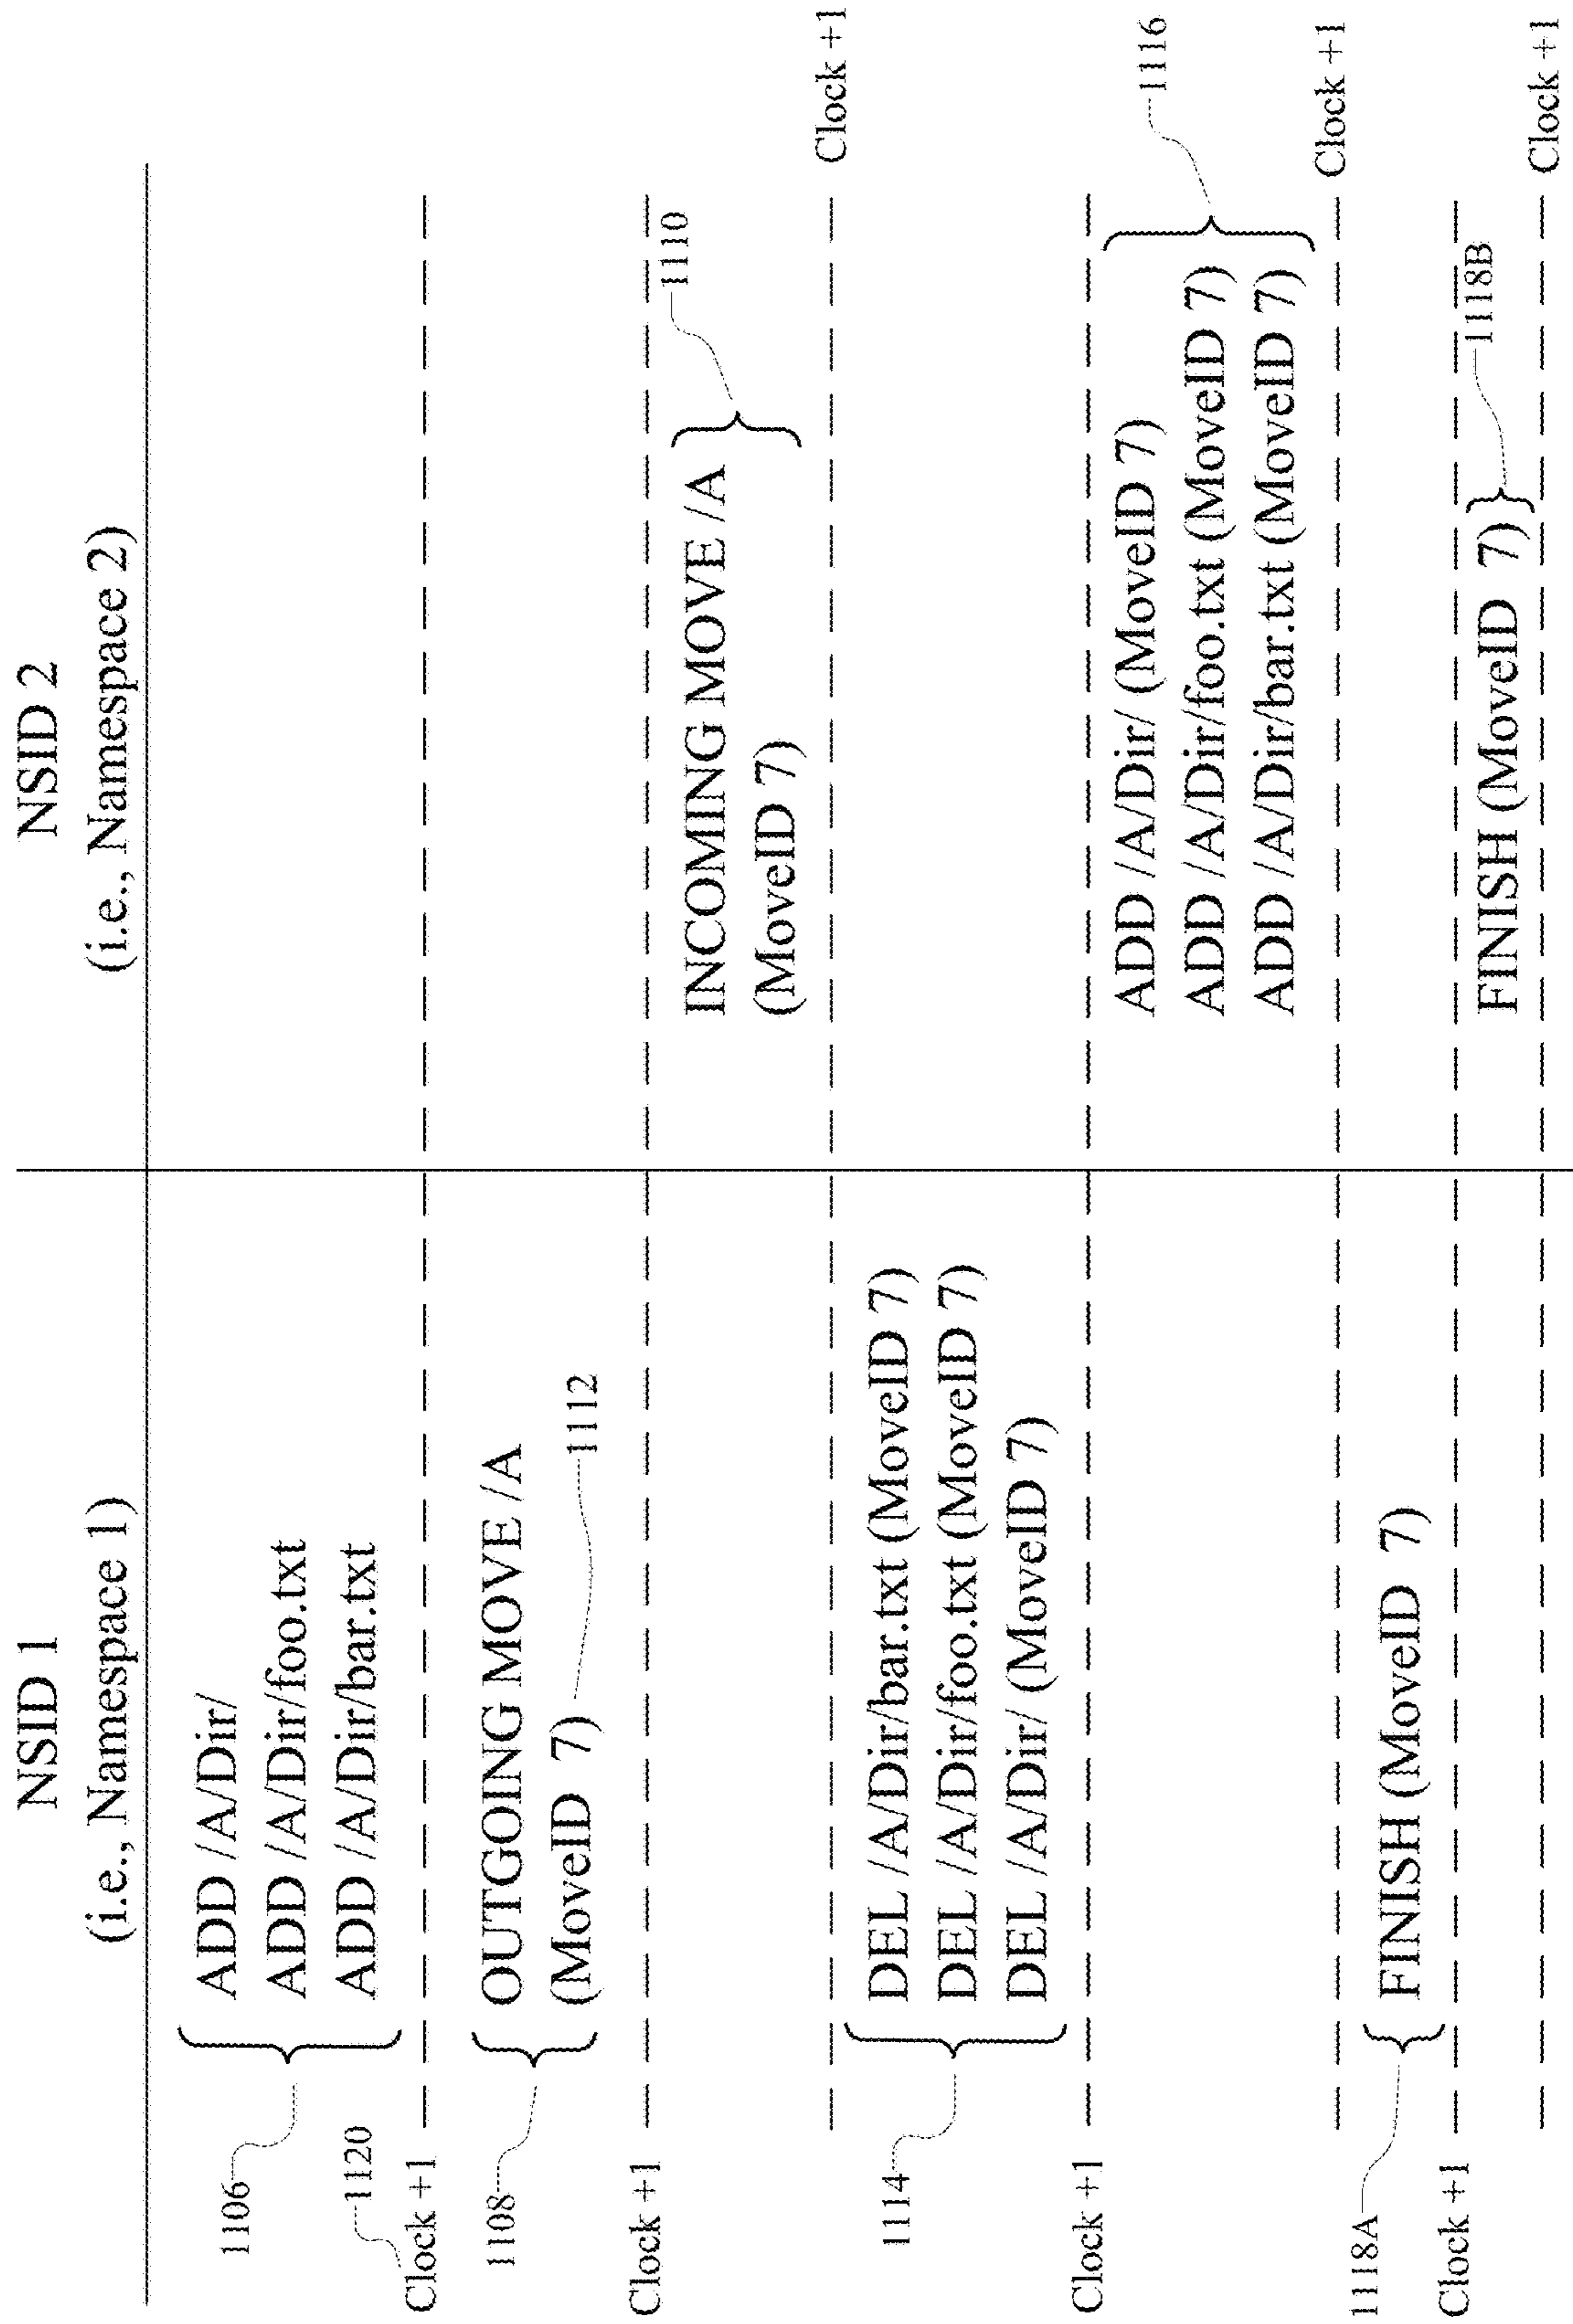 NSID 1
(i.e., Namespace 1)
NSID 2
(i.e., Namespace 2)
1106
ADD /A/Dir/
ADD /A/Dir/foo.txt
ADD /A/Dir/bar.txt
1120
Clock +1
1108
OUTGOING MOVE /A
(MoveID 7)
1112
Clock +1
INCOMING MOVE /A
(MoveID 7)
1110
Clock +1
1114
DEL /A/Dir/bar.txt (MoveID 7)
DEL /A/Dir/foo.txt (MoveID 7)
DEL /A/Dir/ (MoveID 7)
Clock +1
ADD /A/Dir/ (MoveID 7)
ADD /A/Dir/foo.txt (MoveID 7)
ADD /A/Dir/bar.txt (MoveID 7)
1116
Clock +1
1118A
FINISH (MoveID 7)
Clock +1
FINISH (MoveID 7)
1118B
Clock +1